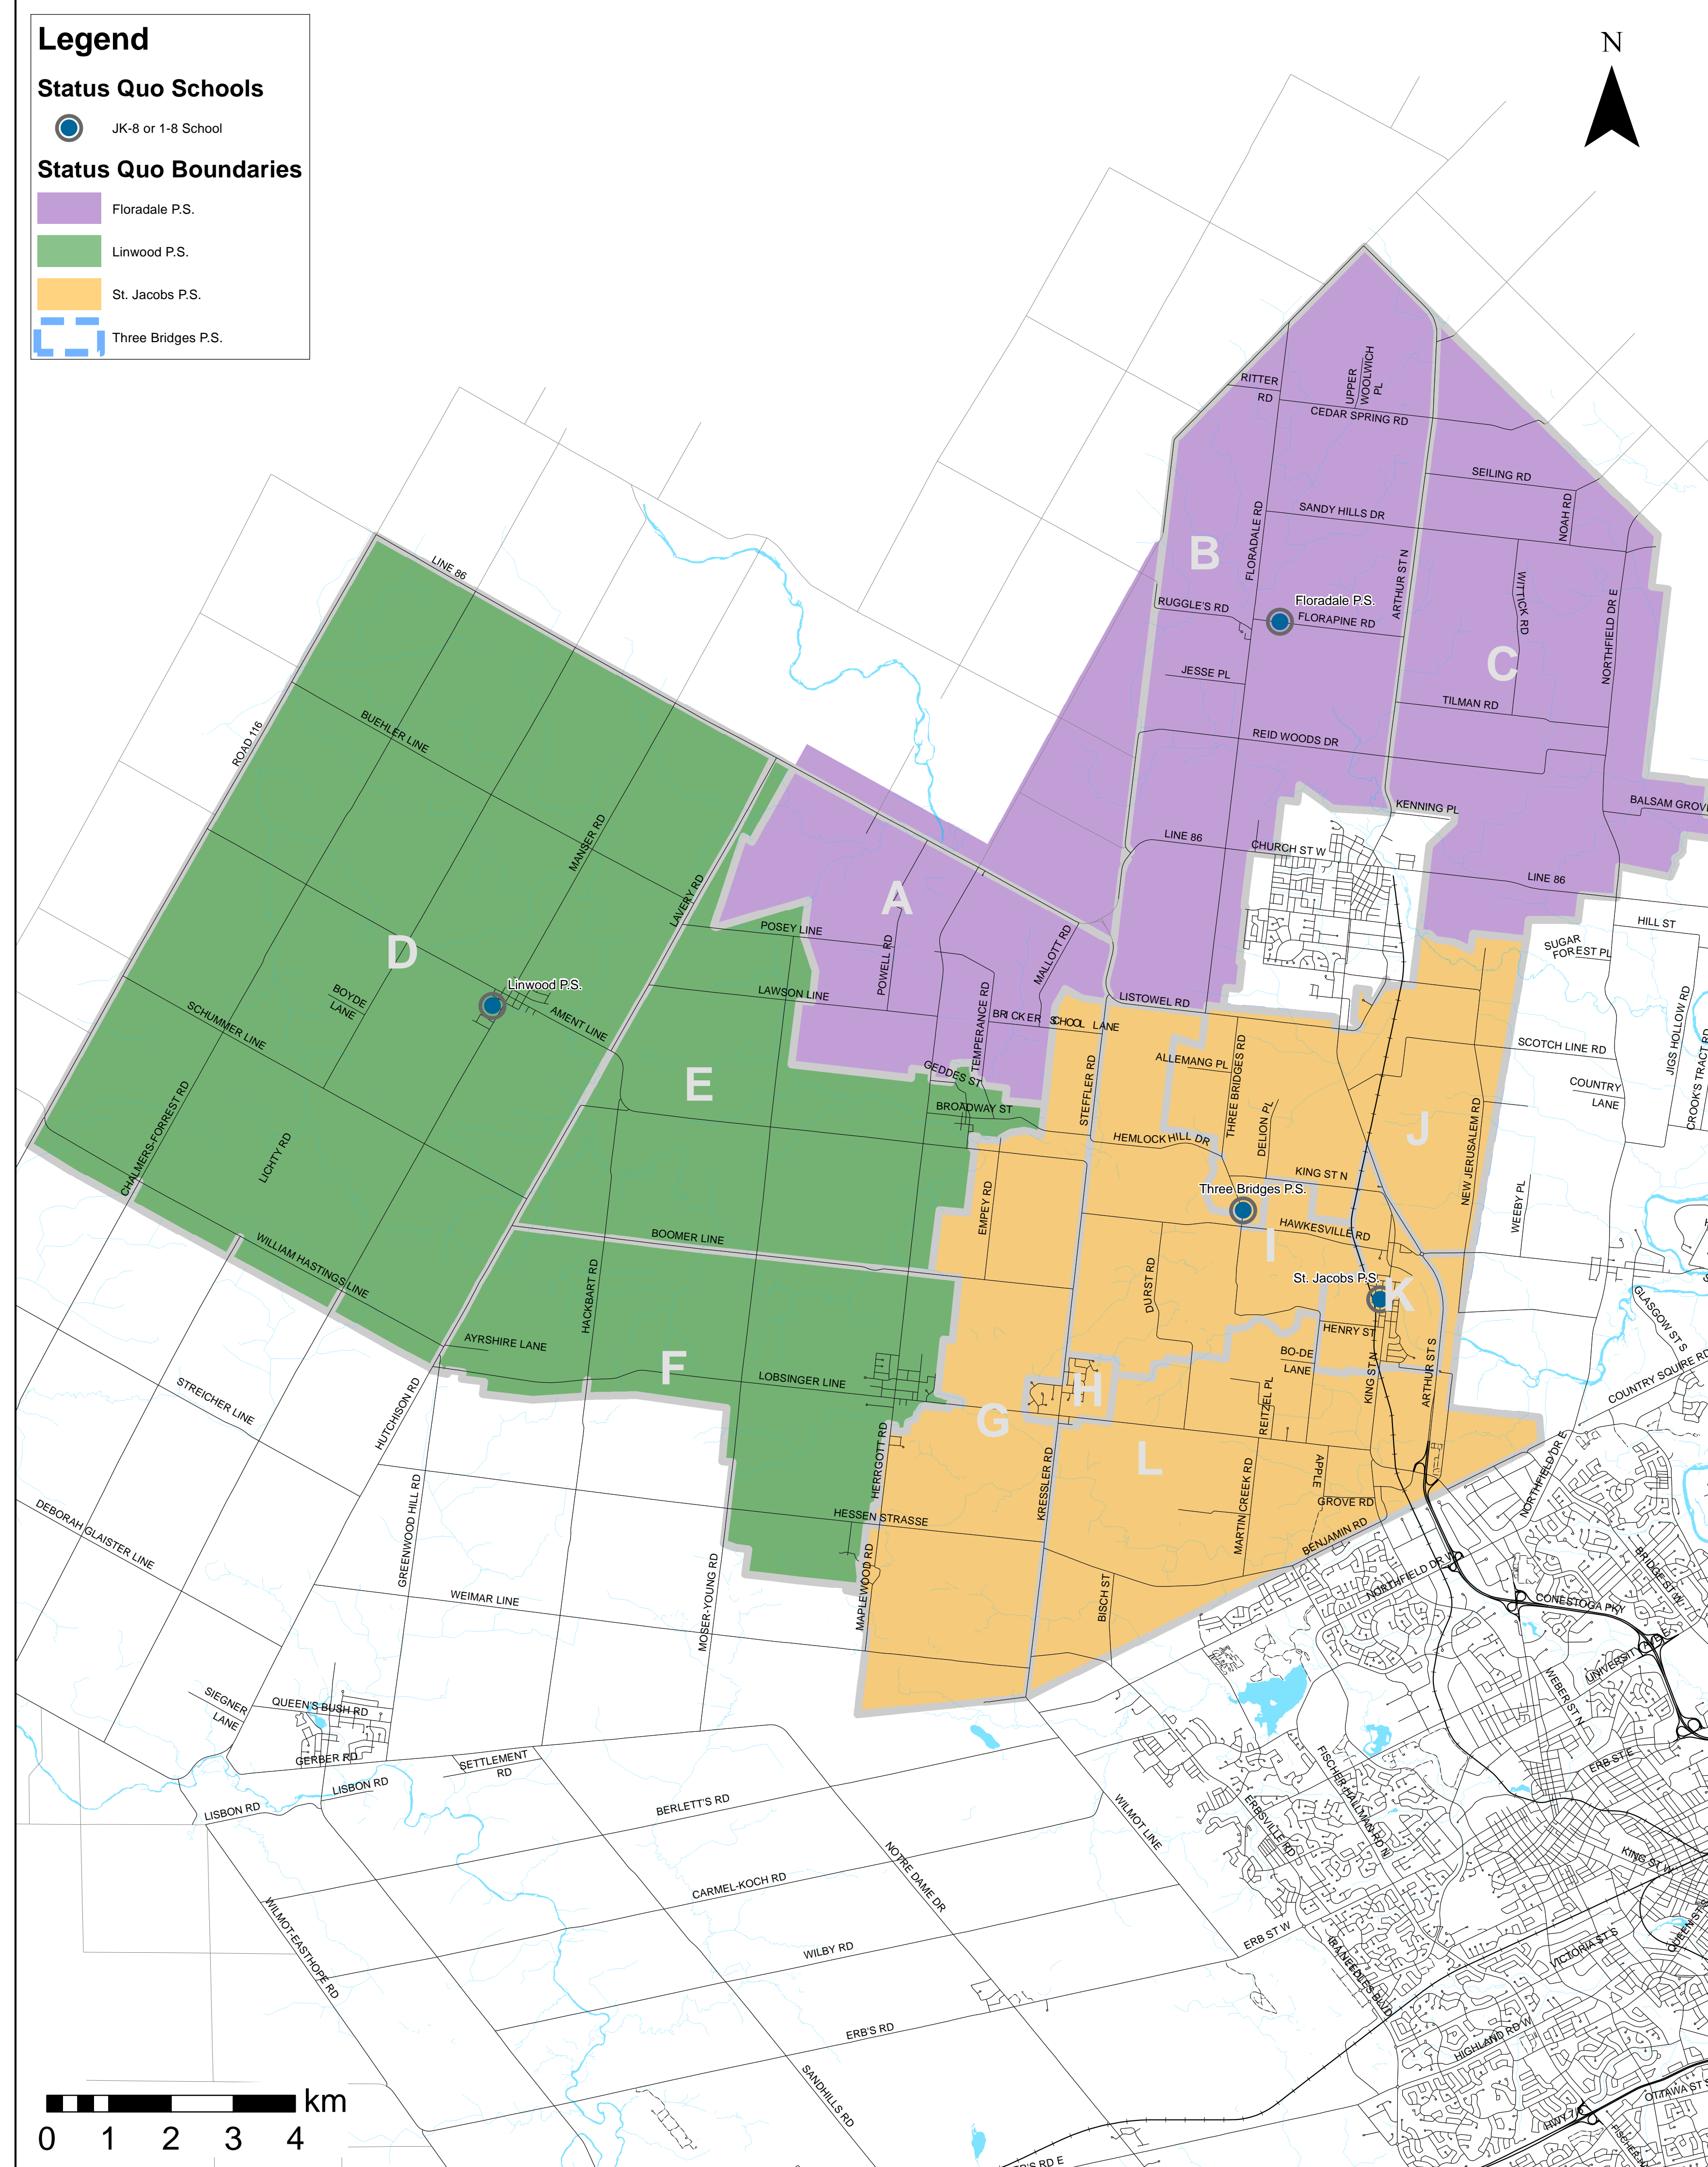 Legend
Status Quo Schools
JK-8 or 1-8 School
Status Quo Boundaries
Floradale P.S.
Linwood P.S.
St. Jacobs P.S.
Three Bridges P.S.
N
RITTER
RD
UPPER
WOOLWICH
PL
CEDAR SPRING RD
SEILING RD
NOAH RD
SANDY HILLS DR
FLORADALE RD
B
ARTHUR ST N
WITTICK RD
NORTHFIELD DR E
RUGGLE'S RD
Floradale P.S.
FLORAPINE RD
C
JESSE PL
TILMAN RD
REID WOODS DR
KENNING PL
BALSAM GROV
LINE 86
CHURCH ST W
LINE 86
HILL ST
SUGAR
FOREST PL
LINE 86
ROAD 116
BUEHLER LINE
MANSER RD
LAVERY RD
A
POSEY LINE
POWELL RD
MALLOTT RD
D
Linwood P.S.
BOYDE
LANE
AMENT LINE
SCHUMMER LINE
LAWSON LINE
TEMPERANCE RD
BRICKER SCHOOL LANE
LISTOWEL RD
JIGS HOLLOW RD
SCOTCH LINE RD
CROOK'S TRACT RD
COUNTRY
LANE
ALLEMANG PL
THREE BRIDGES RD
STEFFLER RD
GEDDES ST
E
BROADWAY ST
DELION PL
HEMLOCK HILL DR
J
NEW JERUSALEM RD
CHALMERS-FORREST RD
LICHTY RD
KING ST N
Three Bridges P.S.
WEEBY PL
EMPEY RD
HAWKESVILLE RD
I
BOOMER LINE
WILLIAM HASTINGS LINE
HACKBART RD
DURST RD
St. Jacobs P.S.
K
GLASGOW ST S
HENRY ST
BO-DE
LANE
AYRSHIRE LANE
F
LOBSINGER LINE
H
G
REITZEL PL
KING ST N
ARTHUR ST S
COUNTRY SQUIRE RD
STREICHER LINE
HUTCHISON RD
HERRGOTT RD
L
KRESSLER RD
MARTIN CREEK RD
APPLE
GROVE RD
NORTHFIELD DR E
GREENWOOD HILL RD
HESSEN STRASSE
BENJAMIN RD
DEBORAH GLAISTER LINE
NORTHFIELD DR W
BRIDGE ST W
WEIMAR LINE
MOSER-YOUNG RD
MAPLEWOOD RD
BISCH ST
CONESTOGA PKY
UNIVERSITY AVE E
WEBER ST N
SIEGNER
LANE
QUEEN'S BUSH RD
GERBER RD
SETTLEMENT
RD
LISBON RD
LISBON RD
BERLETT'S RD
WILMOT LINE
ERBSVILLE RD
FISCHER-HALLMAN RD N
ERB ST E
KING ST W
NOTRE DAME DR
CARMEL-KOCH RD
WILMOT-EASTHOPE RD
WILBY RD
ERB ST W
IRA NEEDLES BLVD
VICTORIA ST S
QUEEN ST S
ERB'S RD
HIGHLAND RD W
SANDHILLS RD
OTTAWA ST S
HWY 7/8
km
0 1 2 3 4